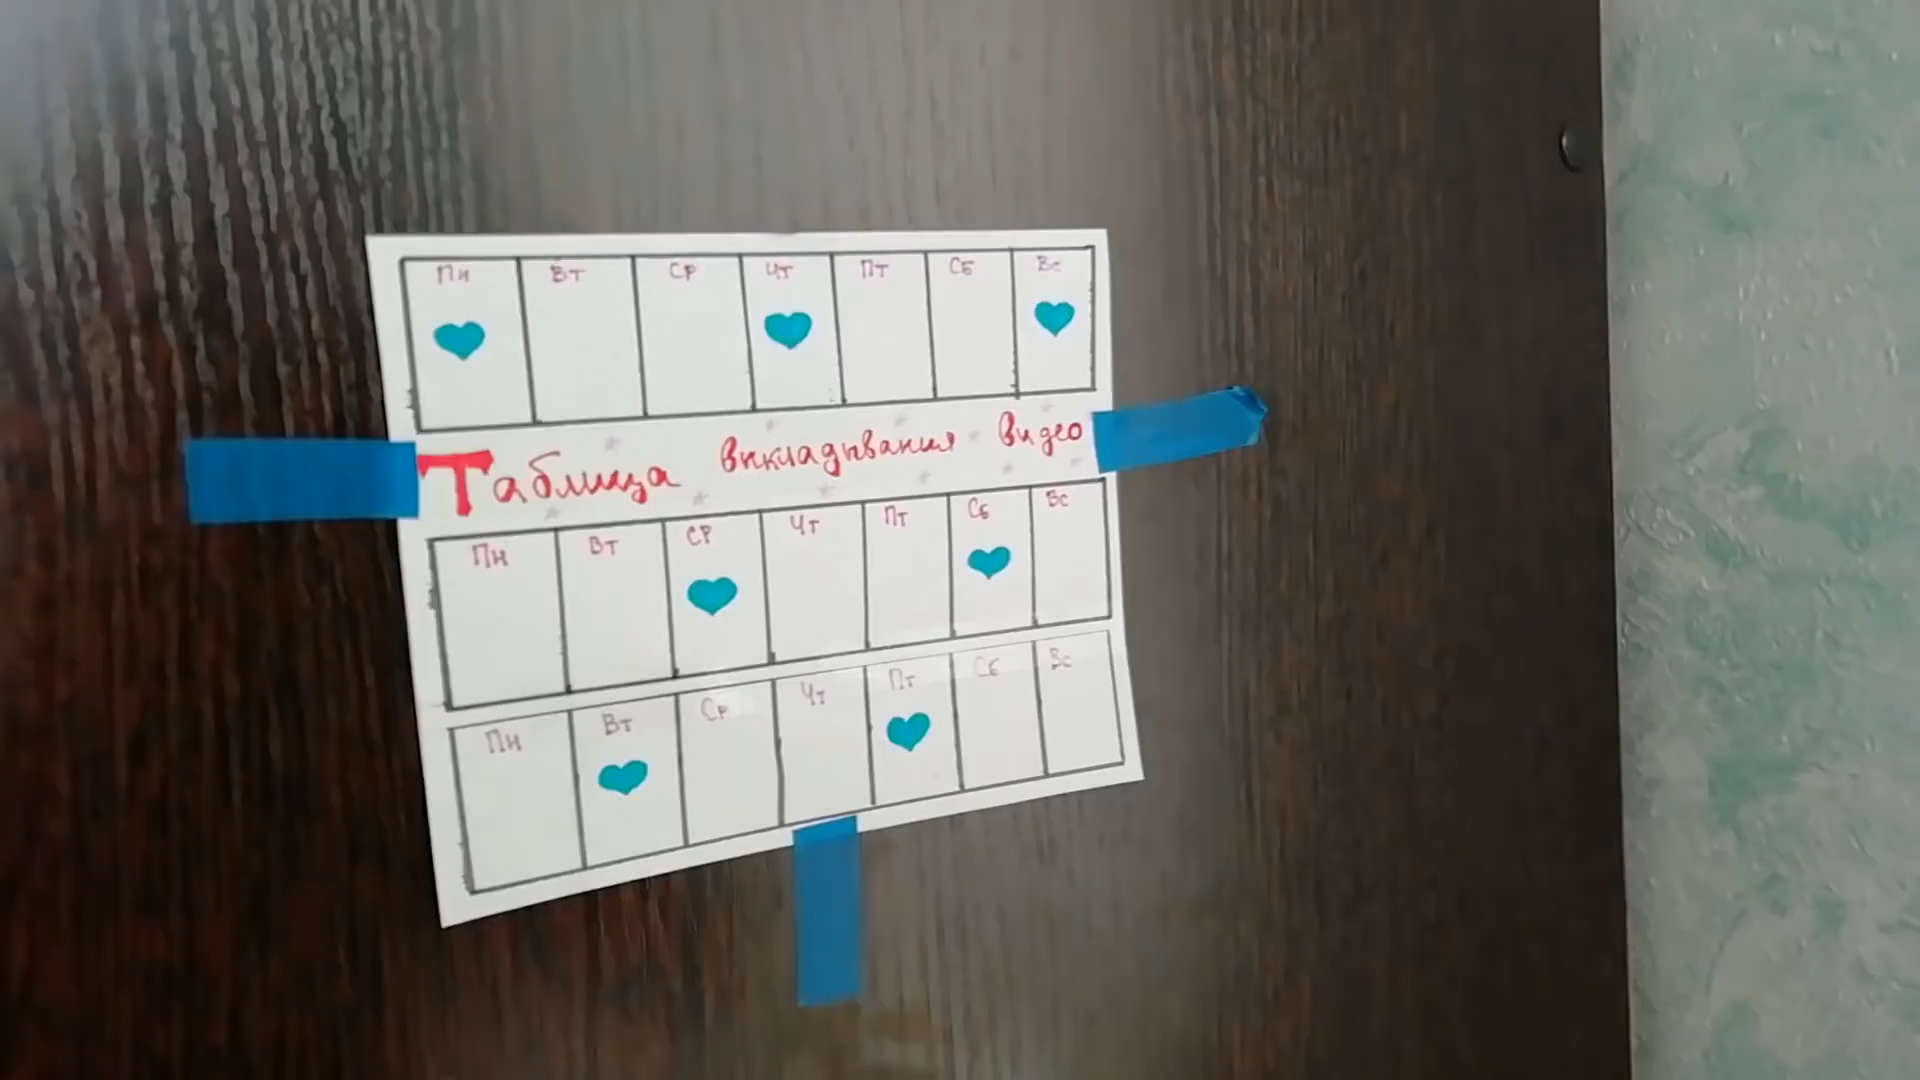 Пн Вт Ср Чт Пт Сб Вс
Таблица выкладывания видео
Пн Вт СР Чт Пт Сб Вс
Пн Вт Ср Чт Пт Сб Вс